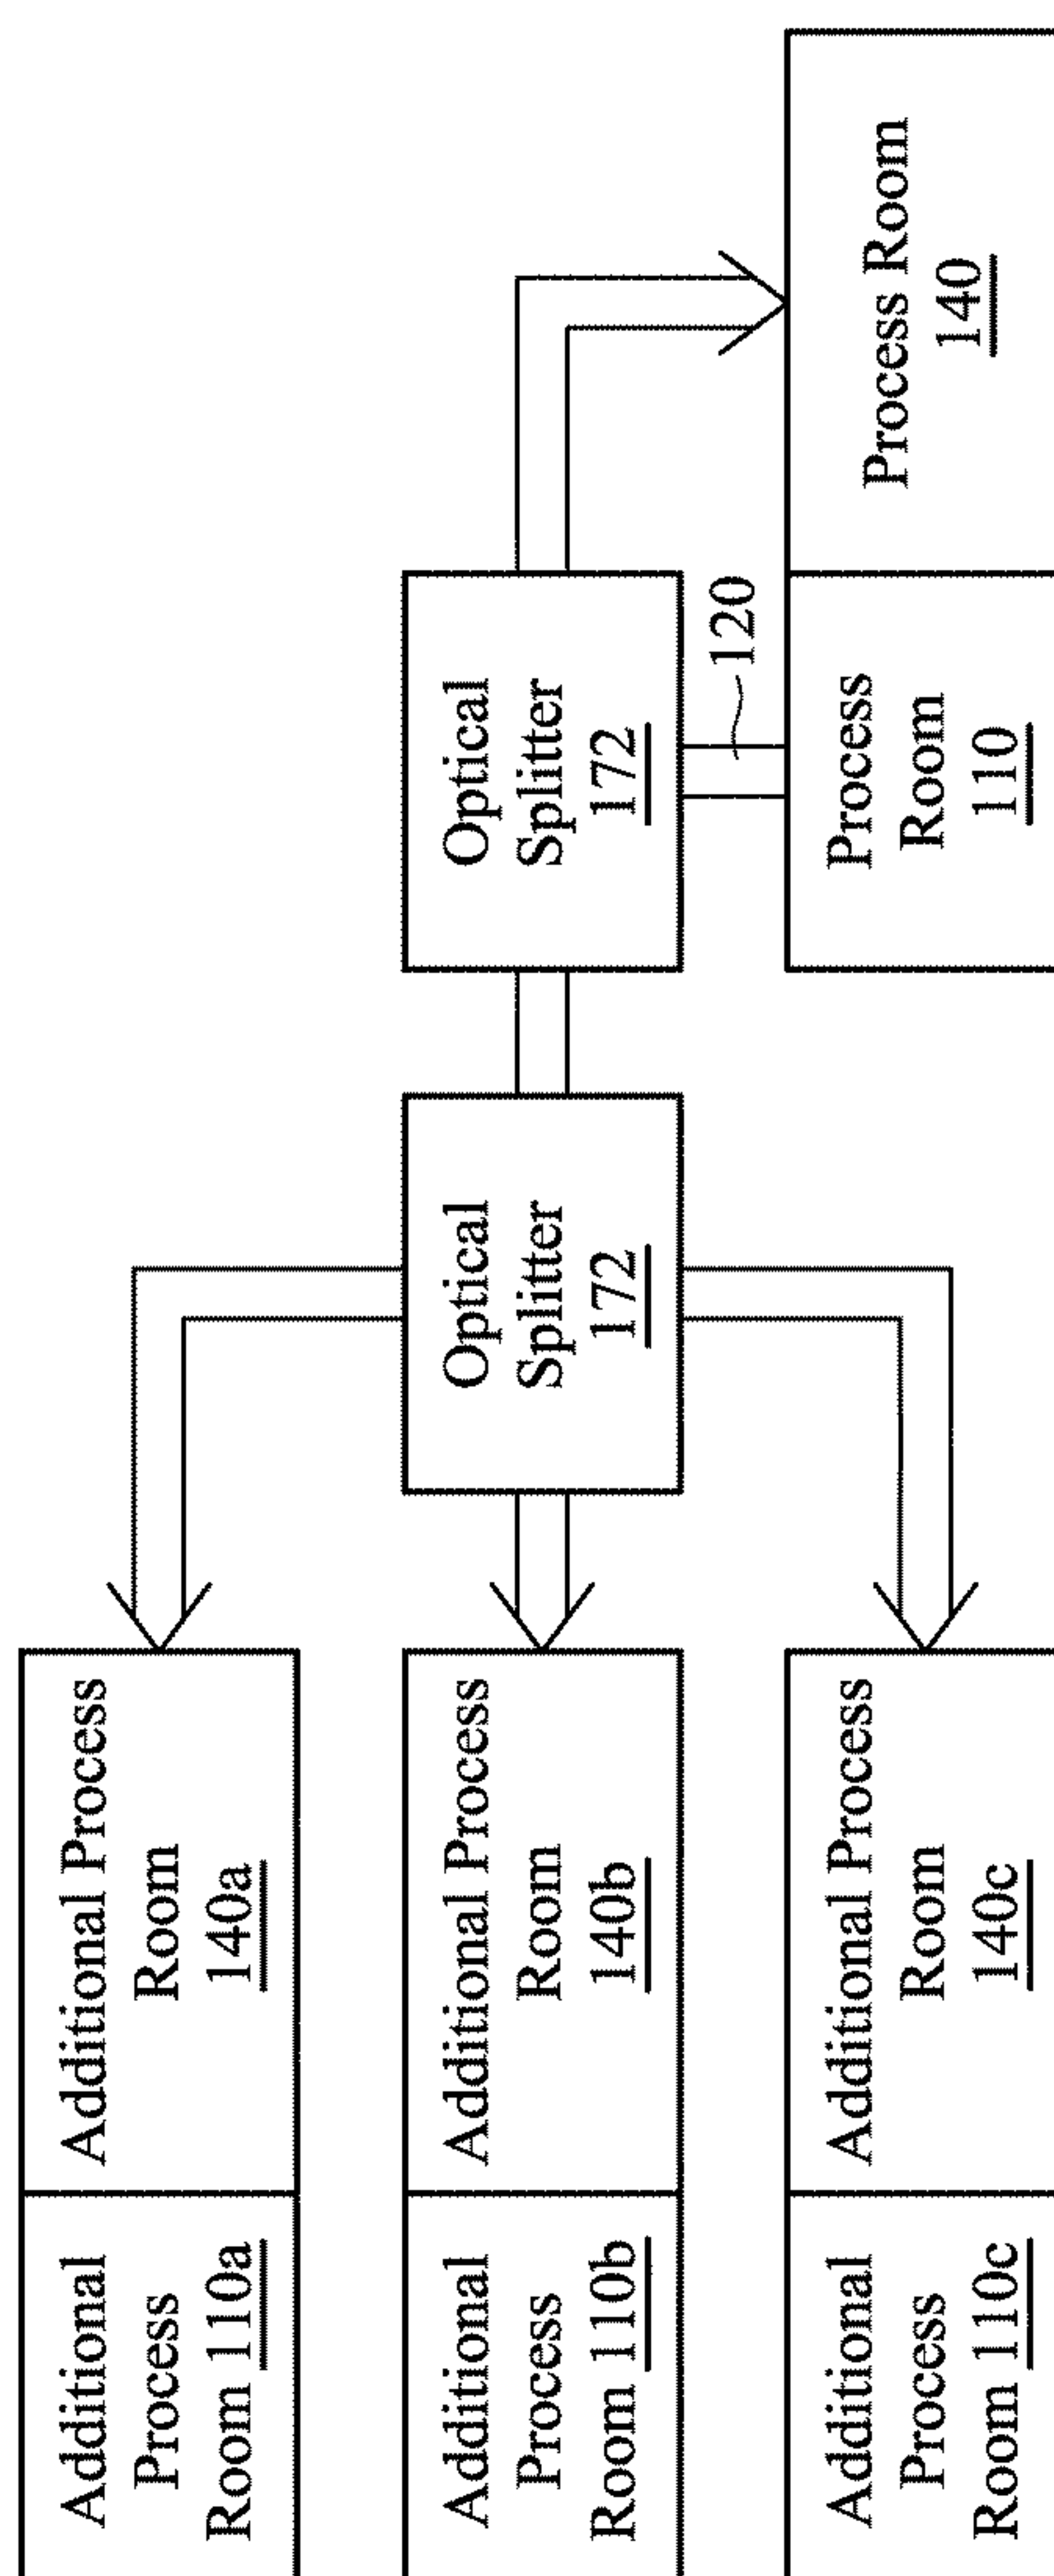 Additional
Process
Room 110a
Additional Process
Room
140a
Additional
Process
Room 110b
Additional Process
Room
140b
Optical
Splitter
172
Optical
Splitter
172
120
Additional
Process
Room 110c
Additional Process
Room
140c
Process
Room
110
Process Room
140